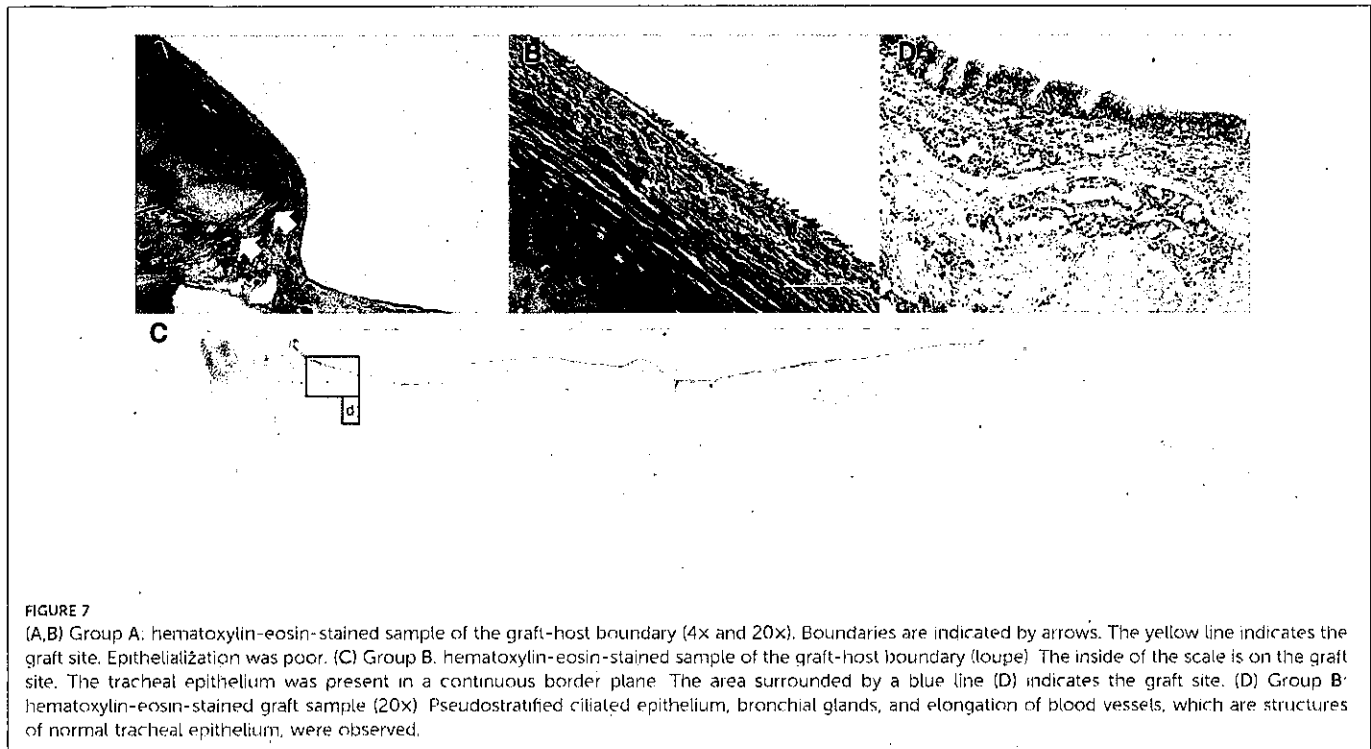 B
D
C
d
FIGURE 7
(A,B) Group A: hematoxylin-eosin-stained sample of the graft-host boundary (4x and 20x). Boundaries are indicated by arrows. The yellow line indicates the
graft site. Epithelialization was poor. (C) Group B. hematoxylin-eosin-stained sample of the graft-host boundary (loupe) The inside of the scale is on the graft
site. The tracheal epithelium was present in a continuous border plane The area surrounded by a blue line (D) indicates the graft site. (D) Group B:
hematoxylin-eosin-stained graft sample (20x) Pseudostratified ciliated epithelium, bronchial glands, and elongation of blood vessels, which are structures
of normal tracheal epithelium, were observed.